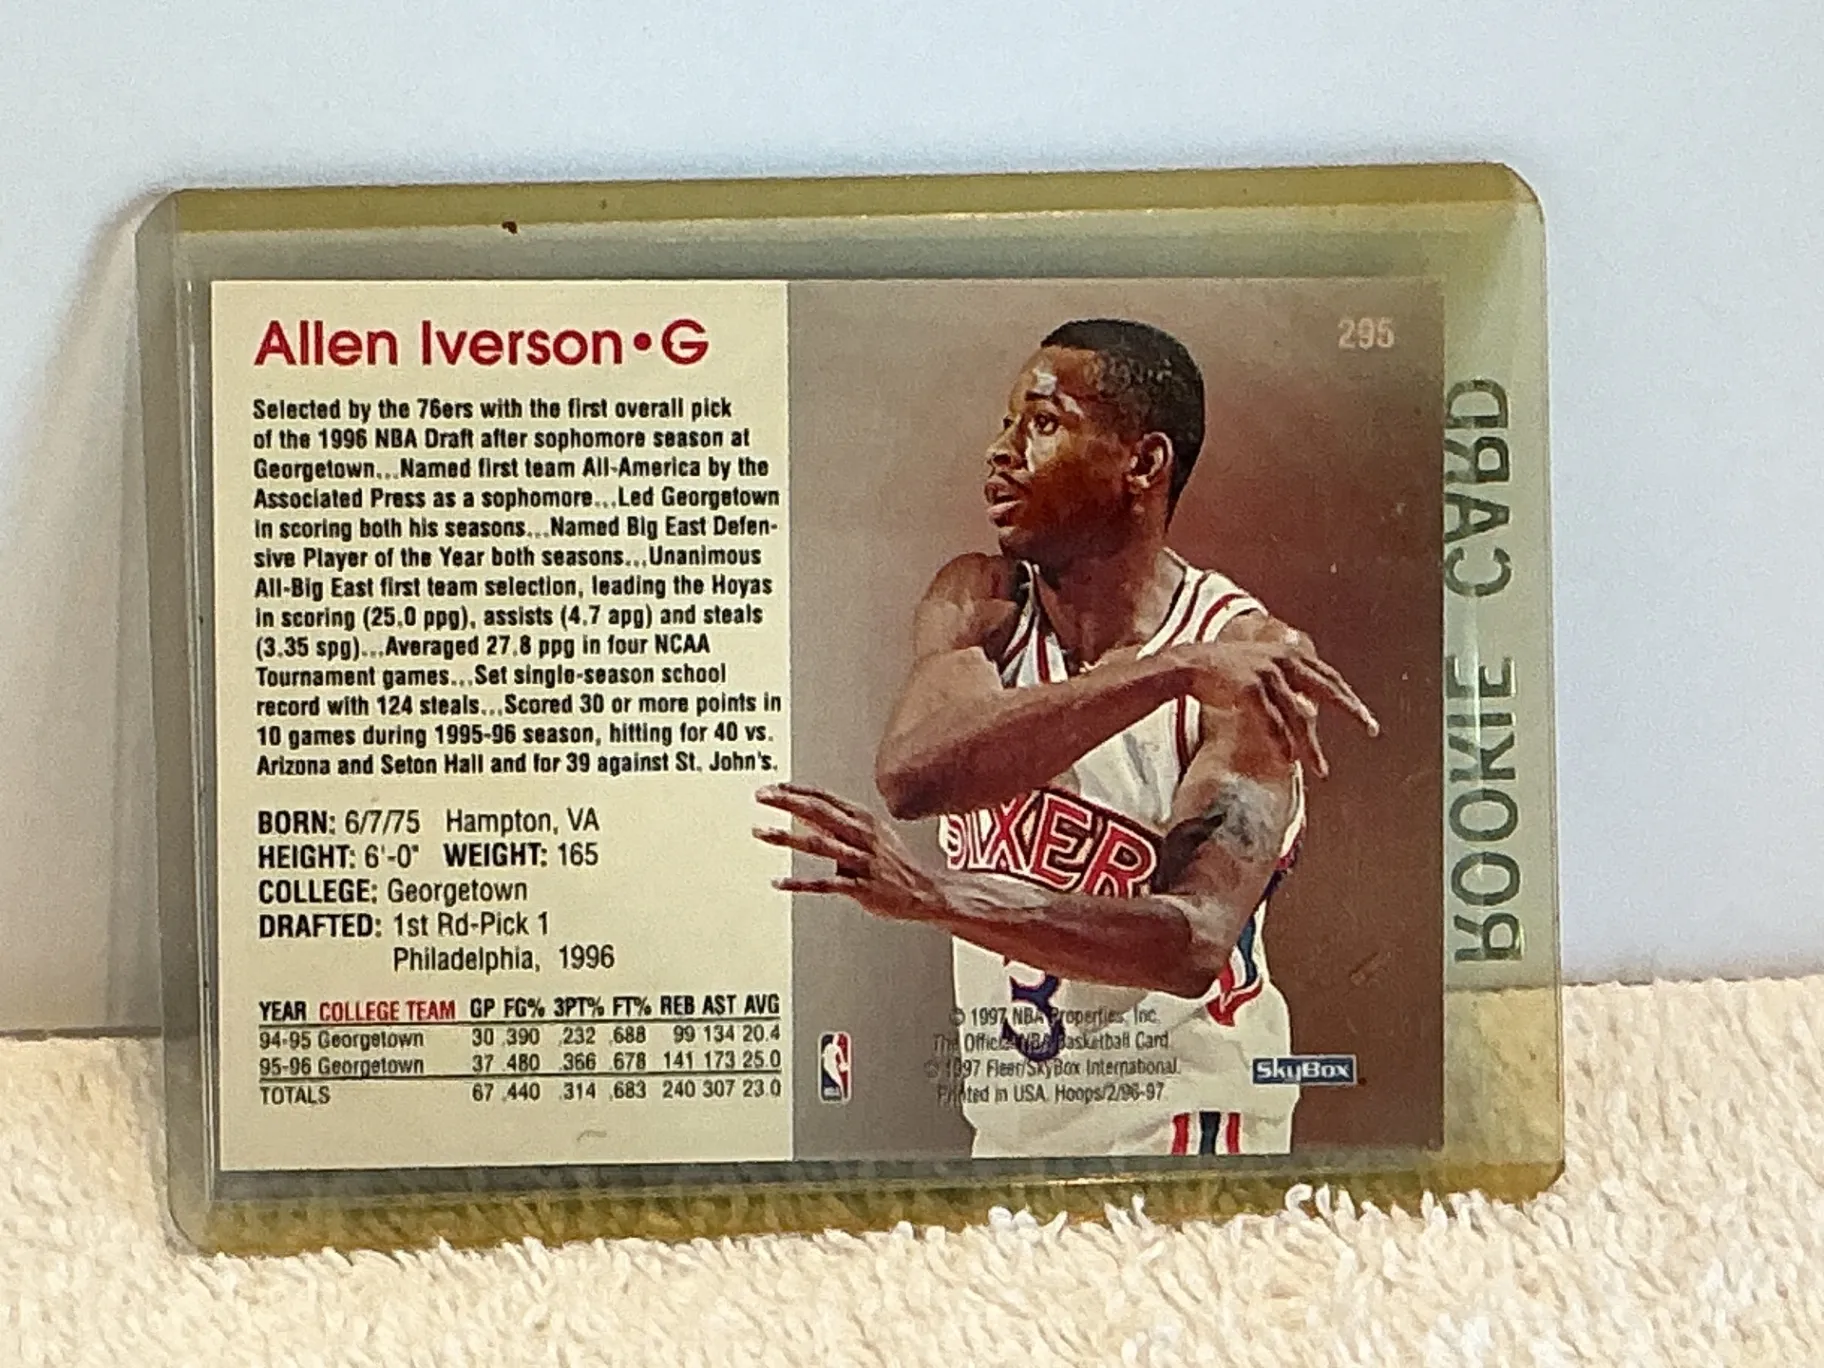 Allen Iverson•G
Selected by the 76ers with the first overall pick
of the 1996 NBA Draft after sophomore season at
Georgetown...Named first team All-America by the
Associated Press as a sophomore...Led Georgetown
in scoring both his seasons...Named Big East Defen-
sive Player of the Year both seasons...Unanimous
All-Big East first team selection, leading the Hoyas
in scoring (25.0 ppg), assists (4.7 apg) and steals
(3.35 spg)...Averaged 27.8 ppg in four NCAA
Tournament games...Set single-season school
record with 124 steals...Scored 30 or more points in
10 games during 1995-96 season, hitting for 40 vs.
Arizona and Seton Hall and for 39 against St. John's.
BORN: 6/7/75 Hampton, VA
HEIGHT: 6'-0" WEIGHT: 165
COLLEGE: Georgetown
DRAFTED: 1st Rd-Pick 1
Philadelphia, 1996
YEAR COLLEGE TEAM GP FG% 3PT% FT% REB AST AVG
94-95 Georgetown 30 .390 .232 .688 99 134 20.4
95-96 Georgetown 37 .480 .366 .678 141 173 25.0
TOTALS 67 .440 .314 .683 240 307 23.0
295
SIXERS
3
© 1997 NBA Properties, Inc.
The Official NBA Basketball Card
© 1997 Fleer/SkyBox International.
Printed in USA. Hoops/2/96-97
SkyBox
ROOKIE CARD